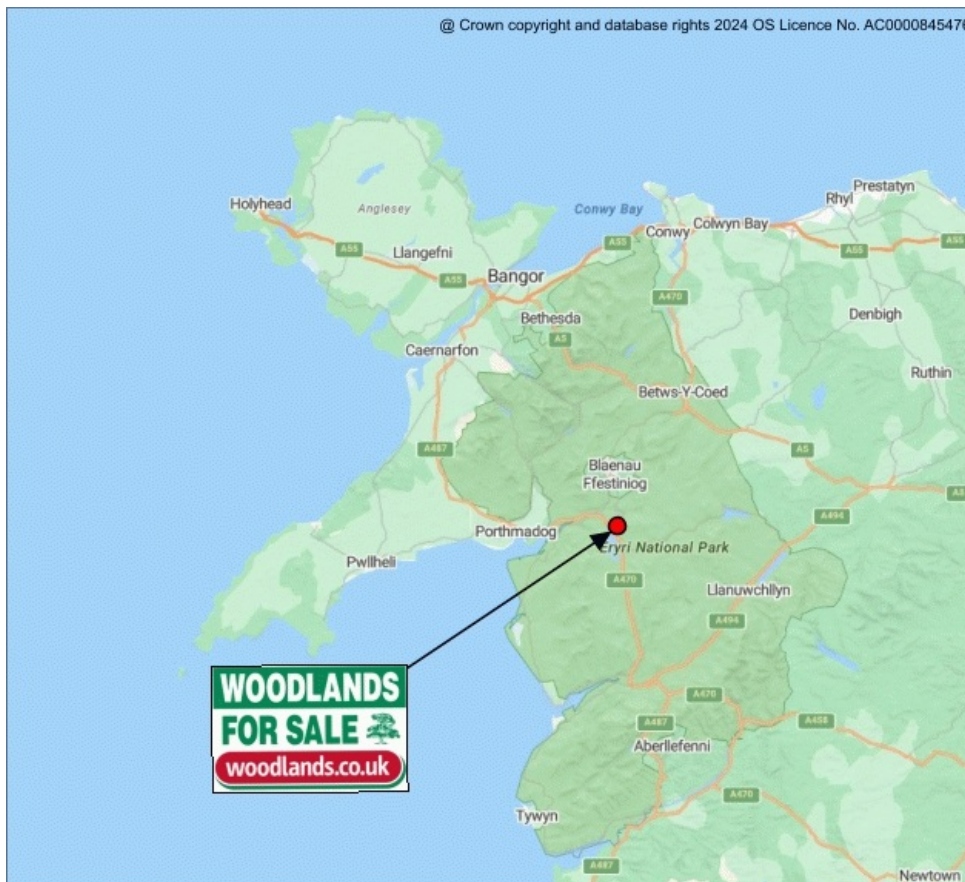 @ Crown copyright and database rights 2024 OS Licence No. AC0000845476
Holyhead
Anglesey
Conwy Bay
Rhyl
Prestatyn
Conwy
Colwyn Bay
A55
A55
A55
A55
A55
Llangefni
Bangor
A470
Bethesda
Denbigh
A5
Caernarfon
Ruthin
Betws-Y-Coed
A487
A5
Blaenau
Ffestiniog
A494
Porthmadog
Eryri National Park
Pwllheli
A470
Llanuwchllyn
A494
WOODLANDS
FOR SALE
woodlands.co.uk
A470
A487
A458
Aberllefenni
A470
Tywyn
A487
Newtown